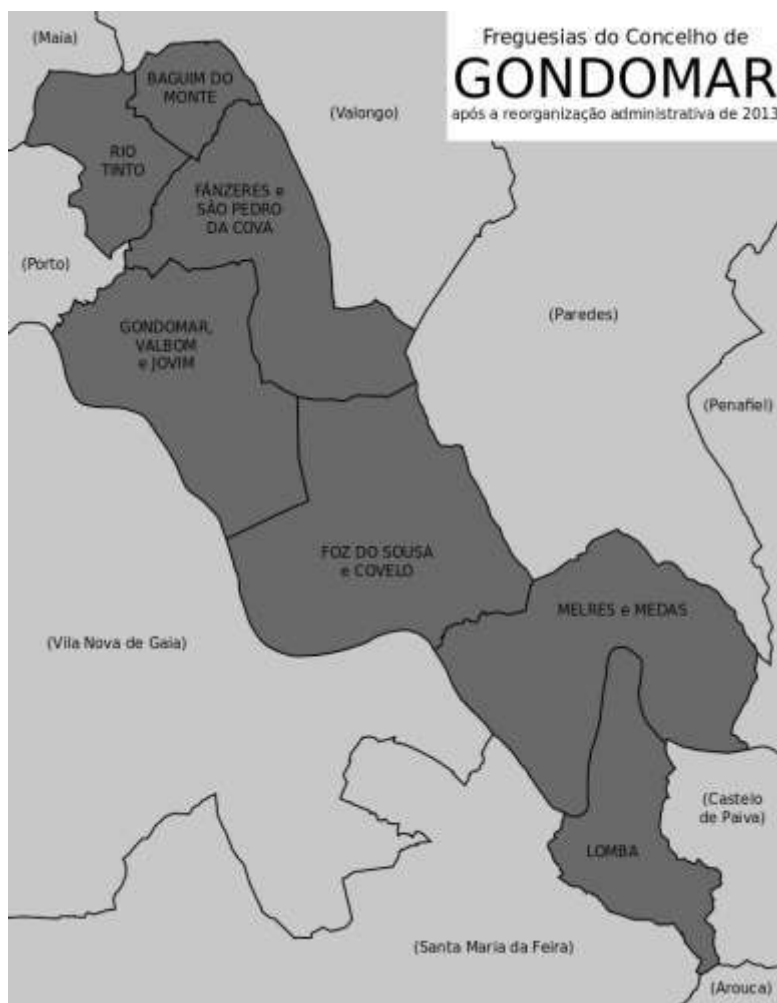 Freguesias do Concelho de
GONDOMAR
após a reorganização administrativa de 2013
(Maia)
BAGUIM DO
MONTE
(Valongo)
RIO
TINTO
FÂNZERES e
SÃO PEDRO
DA COVA
(Porto)
(Paredes)
GONDOMAR,
VALBOM
e JOVIM
(Penafiel)
FOZ DO SOUSA
e COVELO
MELRES e MEDAS
(Vila Nova de Gaia)
(Castelo
de Paiva)
LOMBA
(Santa Maria da Feira)
(Arouca)